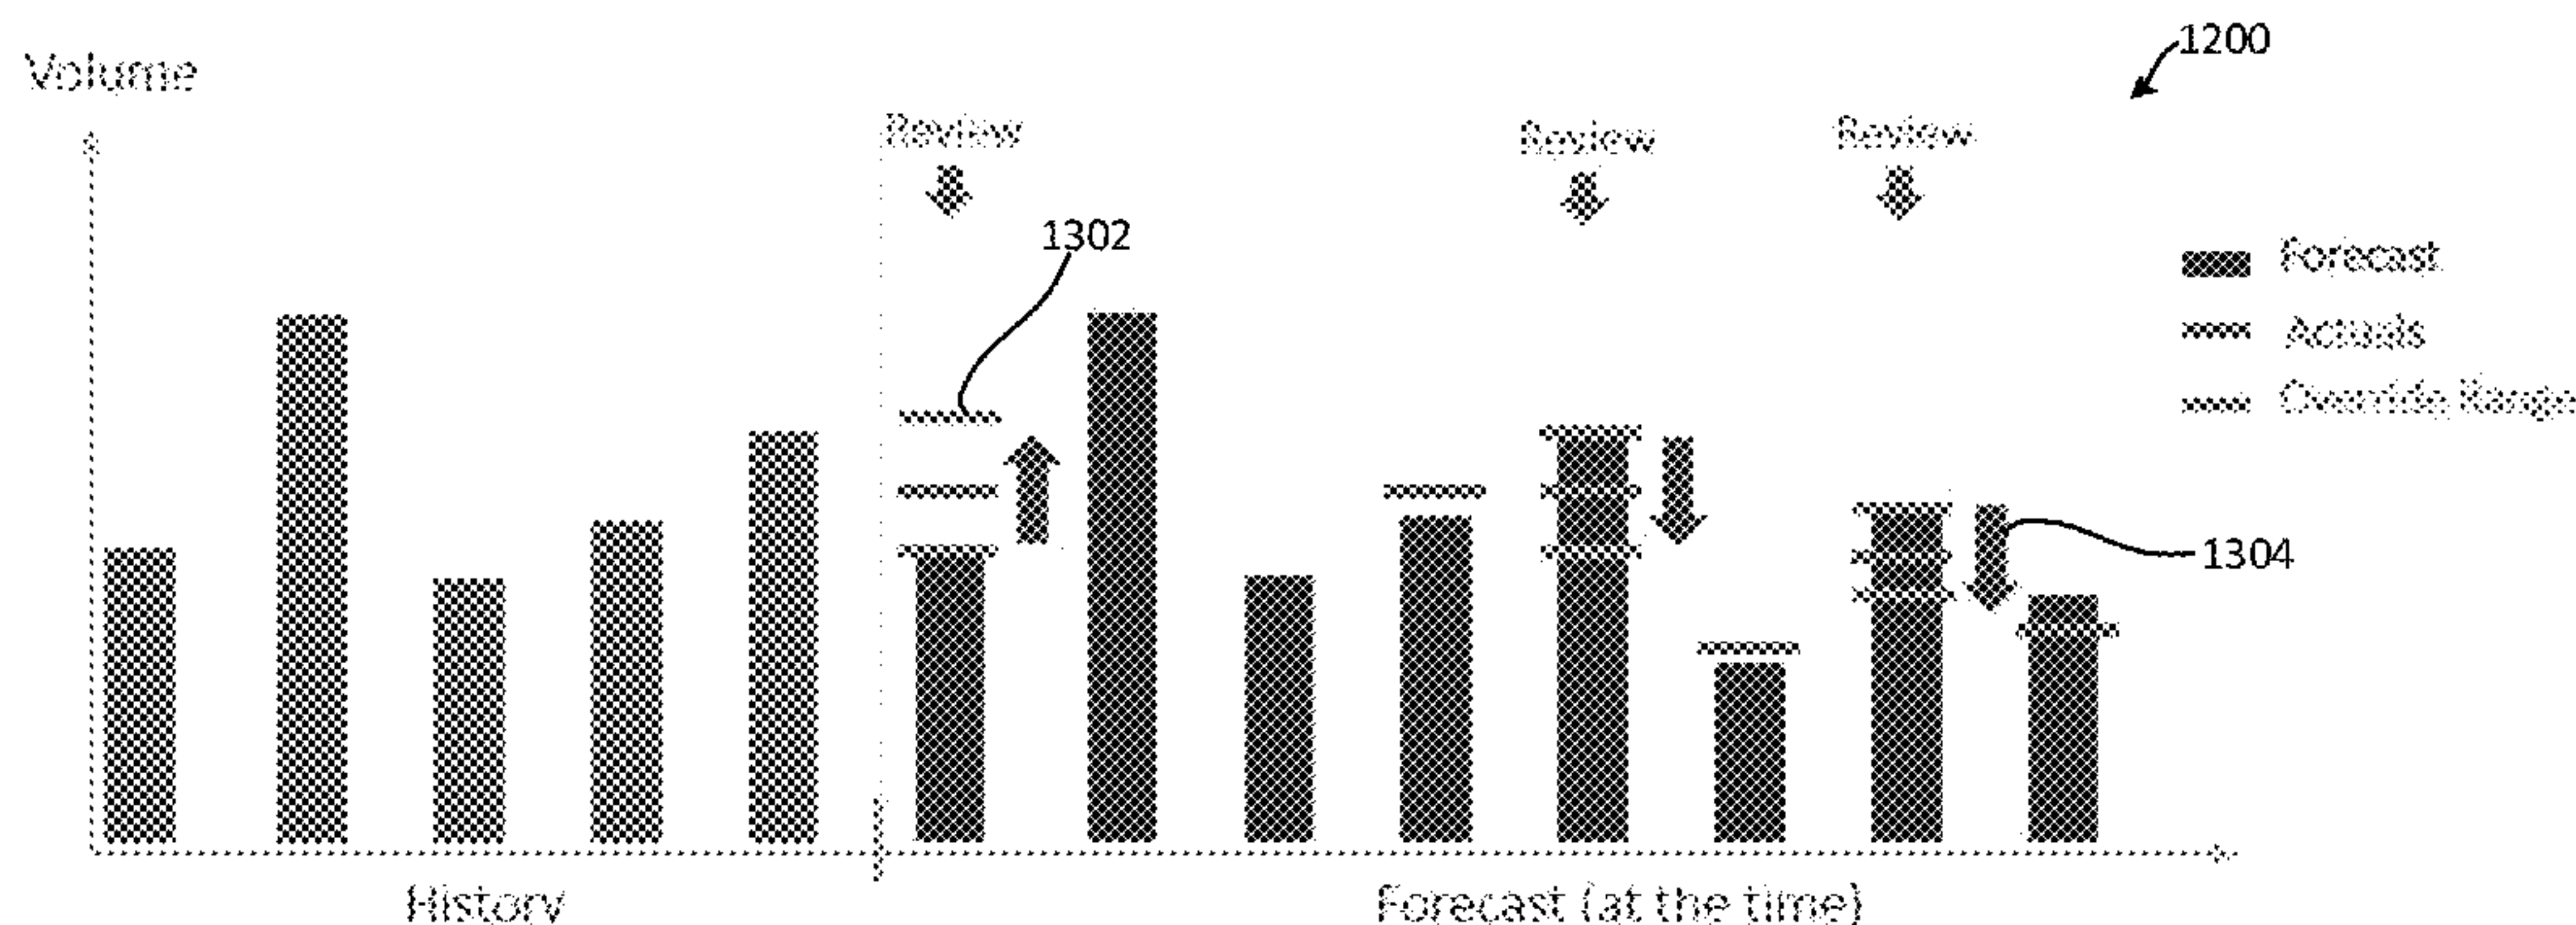 1200
Volume
Review
Review
Review
1302
Forecast
Actuals
Override Range
1304
History
Forecast (at the time)